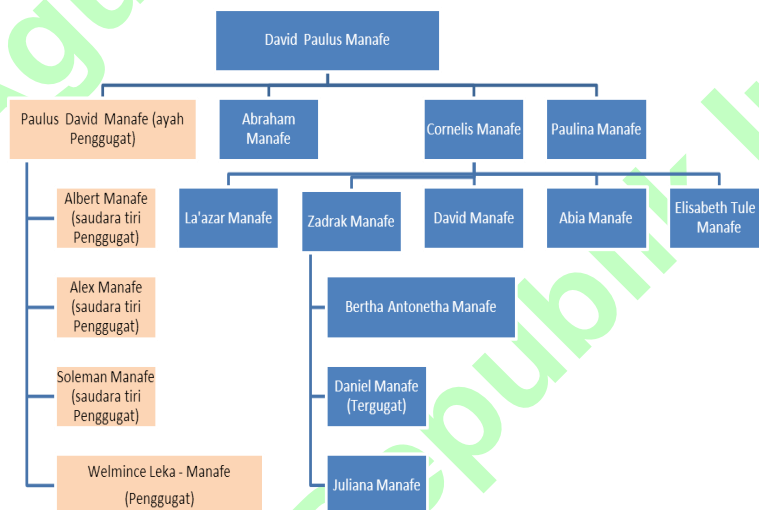 David Paulus Manafe
Paulus David Manafe (ayah
Penggugat)
Abraham
Manafe
Cornelis Manafe
Paulina Manafe
Albert Manafe
(saudara tiri
Penggugat)
La'azar Manafe
Zadrak Manafe
David Manafe
Abia Manafe
Elisabeth Tule
Manafe
Alex Manafe
(saudara tiri
Penggugat)
Bertha Antonetha Manafe
Soleman Manafe
(saudara tiri
Penggugat)
Daniel Manafe
(Tergugat)
Welmince Leka - Manafe
(Penggugat)
Juliana Manafe